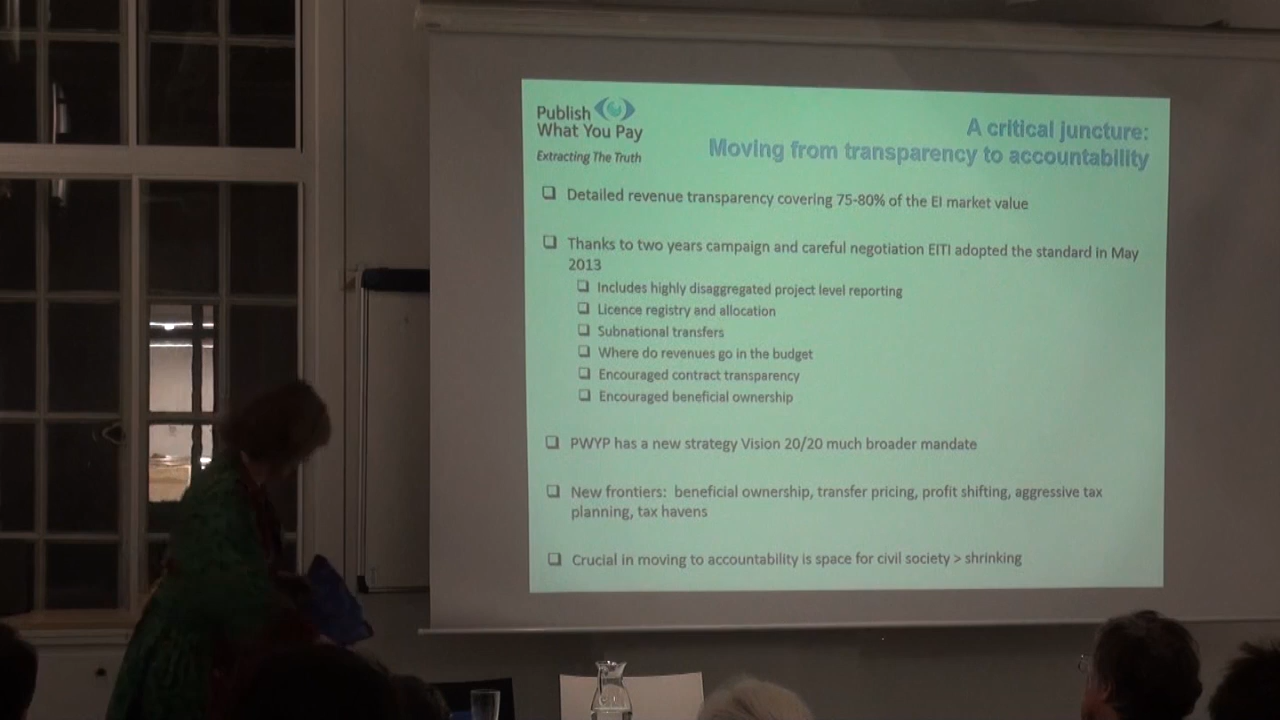 Publish
What You Pay
Extracting The Truth
A critical juncture:
Moving from transparency to accountability
Detailed revenue transparency covering 75-80% of the EI market value
Thanks to two years campaign and careful negotiation EITI adopted the standard in May
2013
Includes highly disaggregated project level reporting
Licence registry and allocation
Subnational transfers
Where do revenues go in the budget
Encouraged contract transparency
Encouraged beneficial ownership
PWYP has a new strategy Vision 20/20 much broader mandate
New frontiers: beneficial ownership, transfer pricing, profit shifting, aggressive tax
planning, tax havens
Crucial in moving to accountability is space for civil society > shrinking